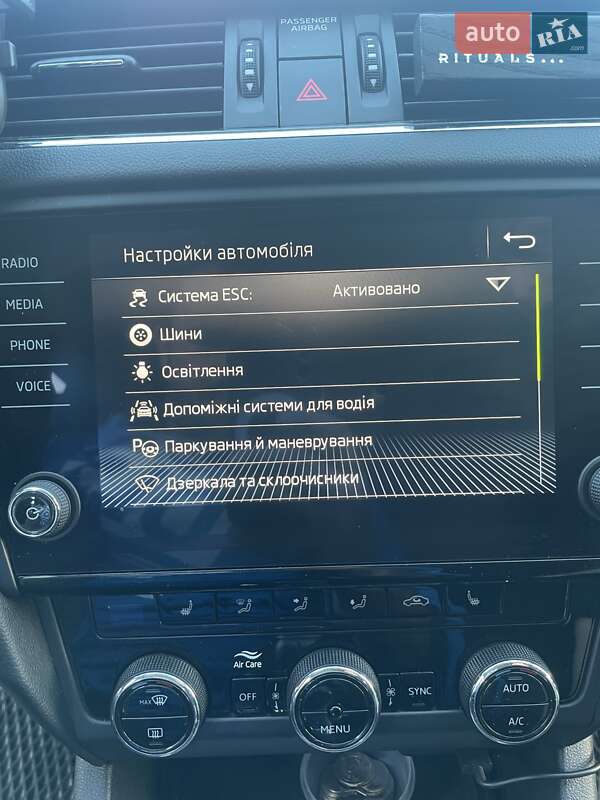 PASSENGER
AIRBAG
auto RIA.com
RITUALS...
RADIO
MEDIA
PHONE
VOICE
Настройки автомобіля
Система ESC: Активовано
Шини
Освітлення
Допоміжні системи для водія
P Паркування й маневрування
Дзеркала та склоочисники
Air Care
MAX
OFF
MENU
SYNC
AUTO
A/C